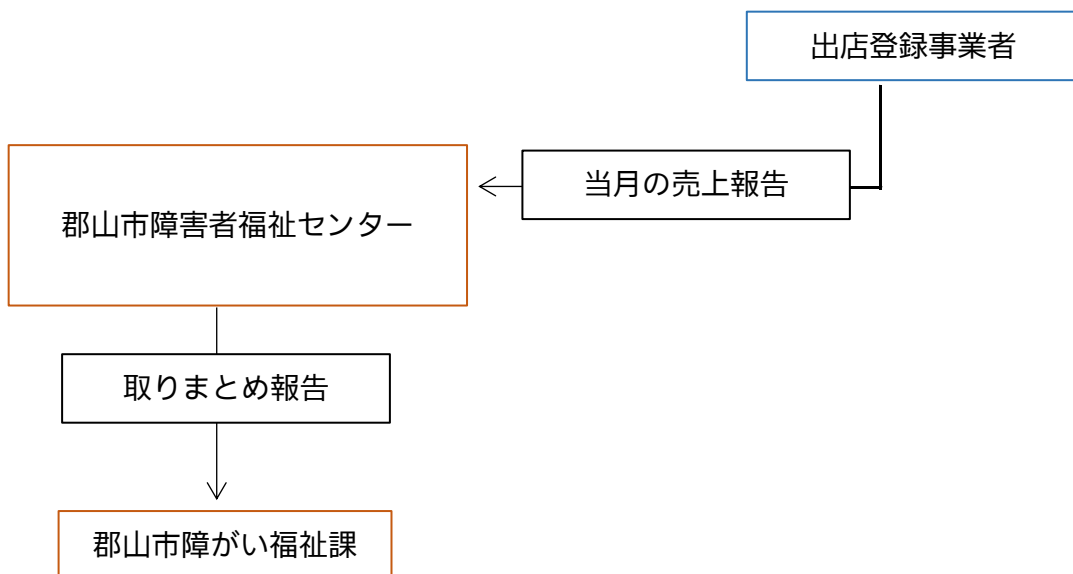 出店登録事業者
当月の売上報告
郡山市障害者福祉センター
取りまとめ報告
郡山市障がい福祉課